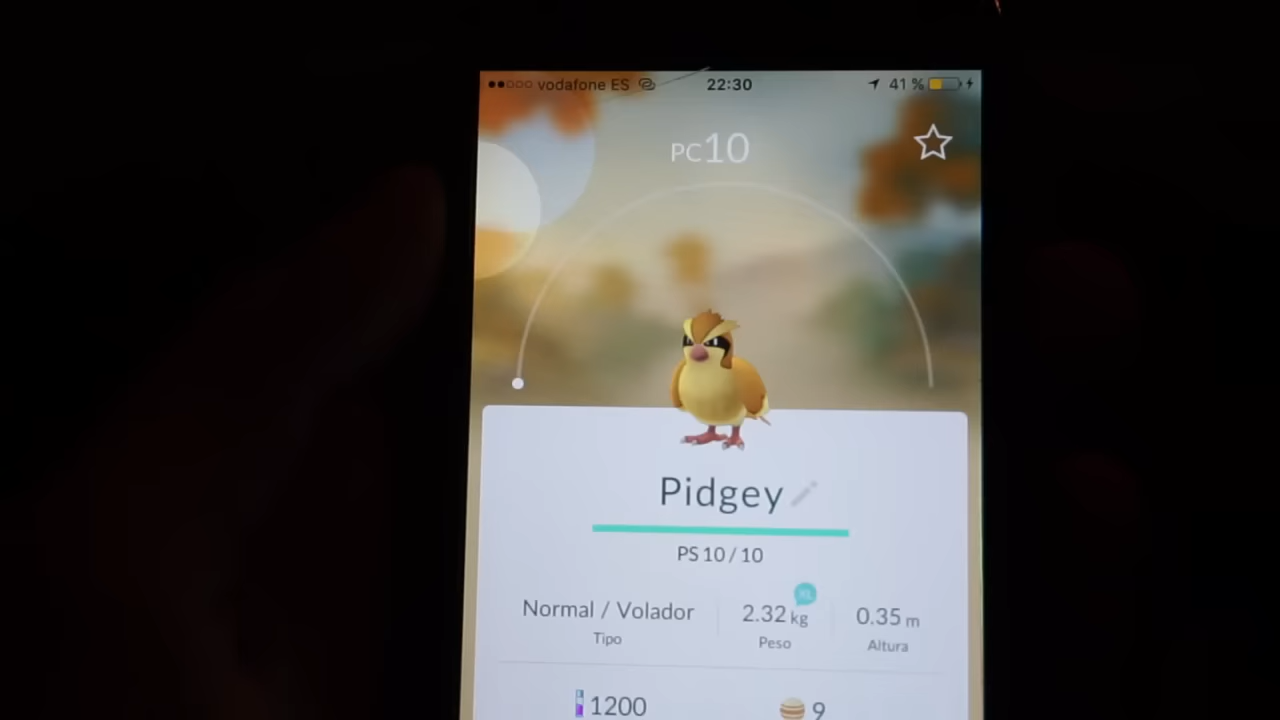 vodafone ES 22:30 41 %
PC10
Pidgey
PS 10 / 10
XL
Normal / Volador 2.32 kg 0.35 m
Tipo Peso Altura
1200 9